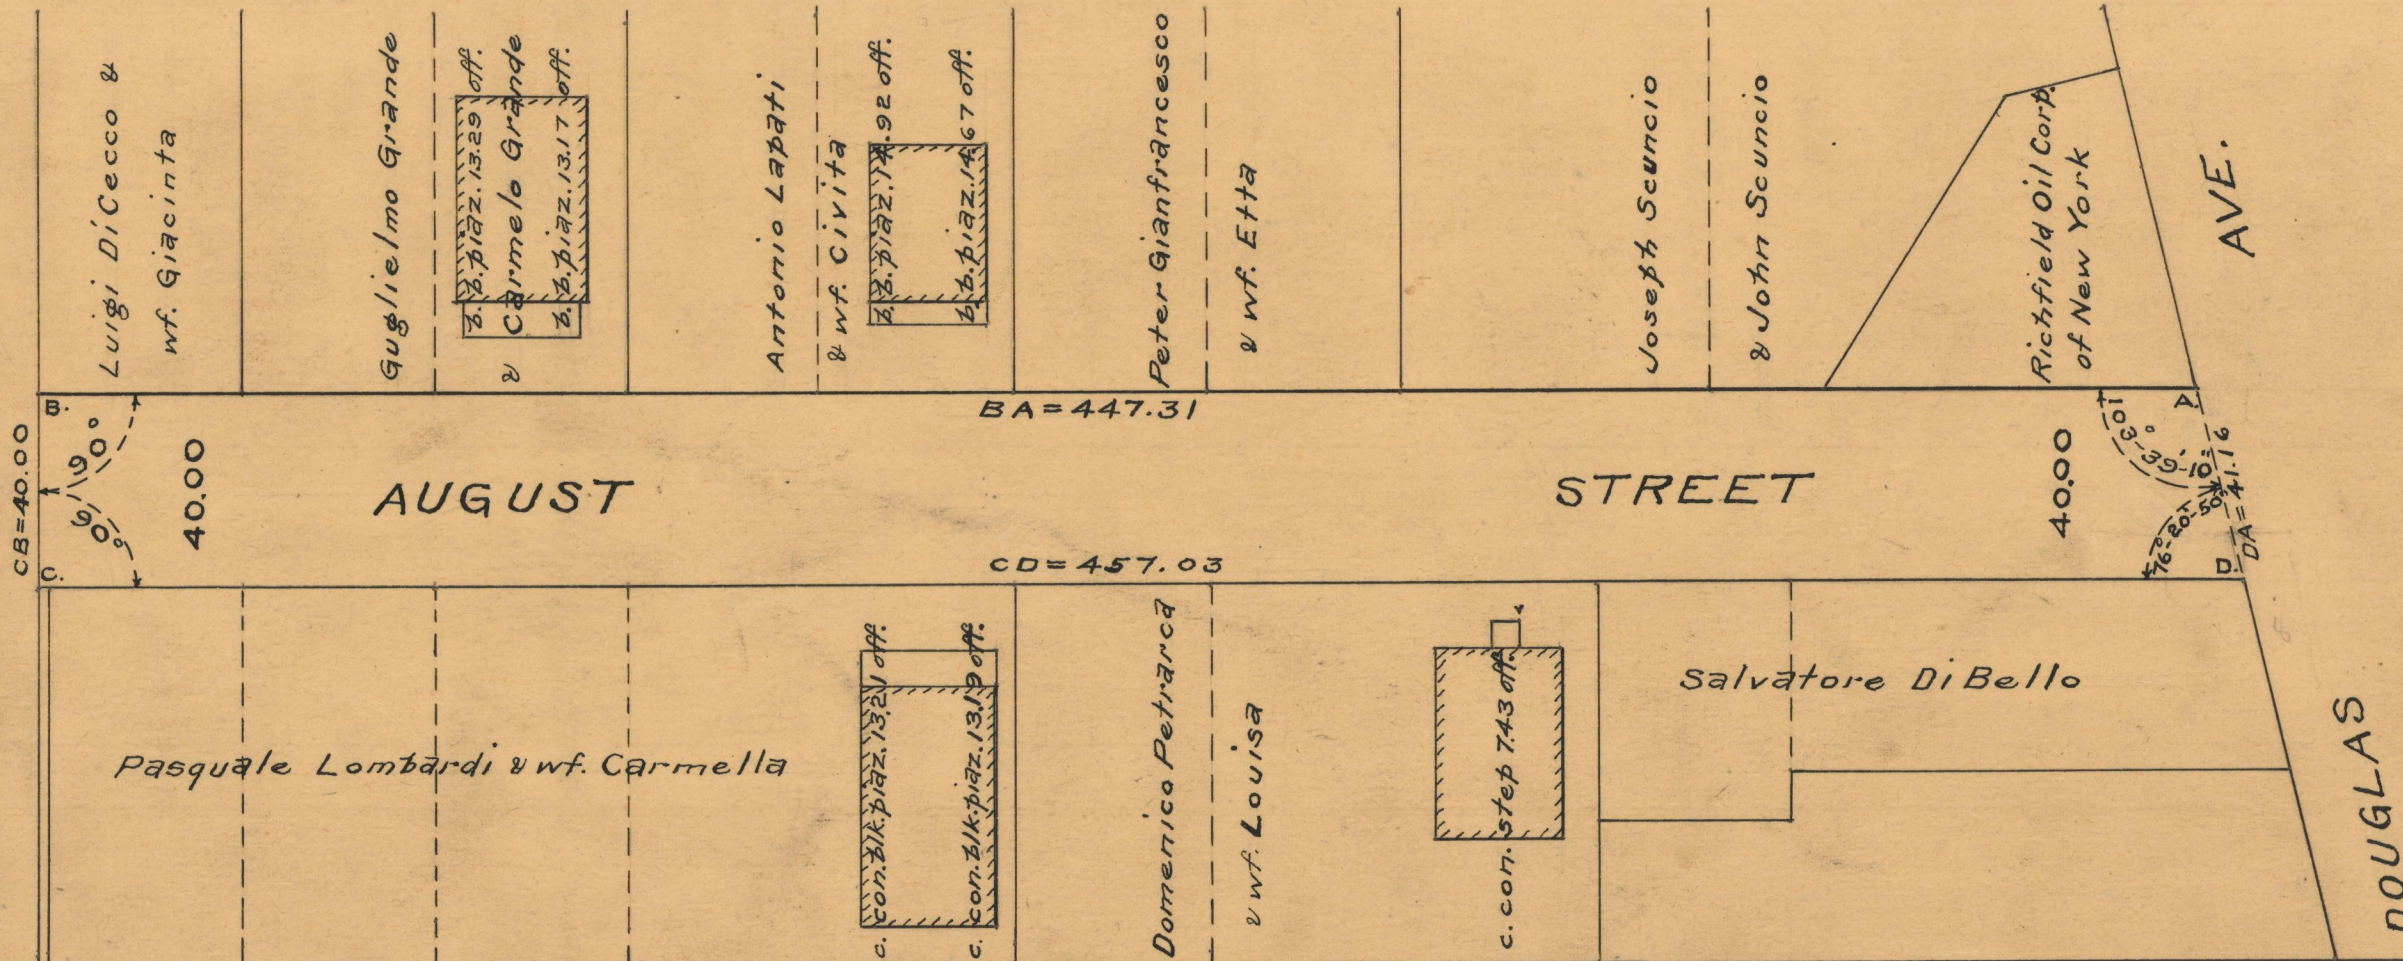 Luigi DiCecco &
wf. Giacinta
Guglielmo Grande
& Carmelo Grande
b. b. piaz. 13.29 off.
b. b. piaz. 13.17 off.
Antonio Lapati
& wf. Civita
b. b. piaz. 14.92 off.
b. b. piaz. 14.67 off.
Peter Gianfrancesco
& wf. Etta
Joseph Scuncio
& John Scuncio
Richfield Oil Corp.
of New York
AVE.
B.
BA = 447.31
A.
CB = 40.00
90°
90°
40.00
AUGUST STREET
40.00
103°-39'-10"
76°-20'-50"
DA = 41.16
C.
CD = 457.03
D.
Pasquale Lombardi & wf. Carmella
c. con. blk. piaz. 13.21 off.
c. con. blk. piaz. 13.19 off.
Domenico Petrarca
& wf. Louisa
c. con. step 7.43 off.
Salvatore DiBello
DOUGLAS